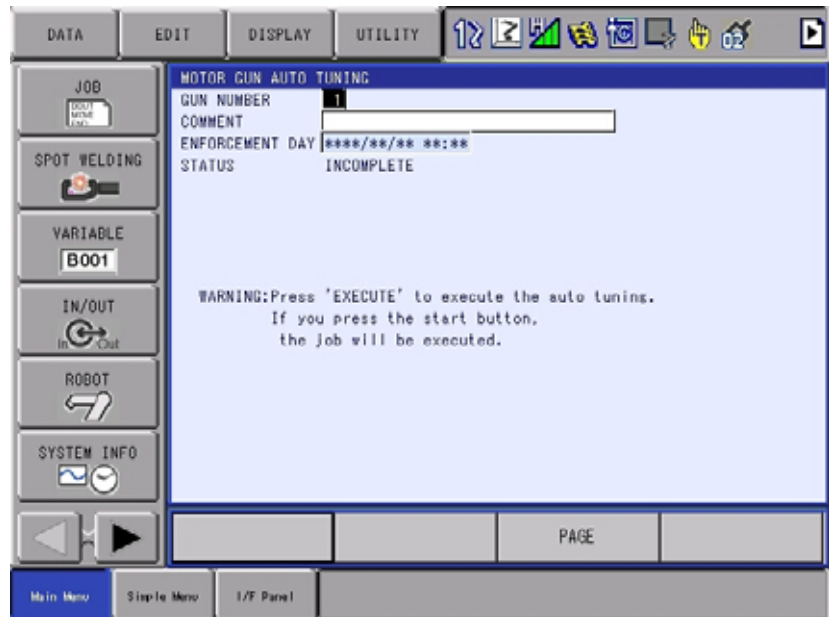 DATA EDIT DISPLAY UTILITY
JOB
SPOT WELDING
VARIABLE
B001
IN/OUT
In Out
ROBOT
SYSTEM INFO
MOTOR GUN AUTO TUNING
GUN NUMBER 1
COMMENT
ENFORCEMENT DAY ****/**/** **:**
STATUS INCOMPLETE
WARNING:Press 'EXECUTE' to execute the auto tuning.
If you press the start button,
the job will be executed.
PAGE
Main Menu Simple Menu I/F Panel